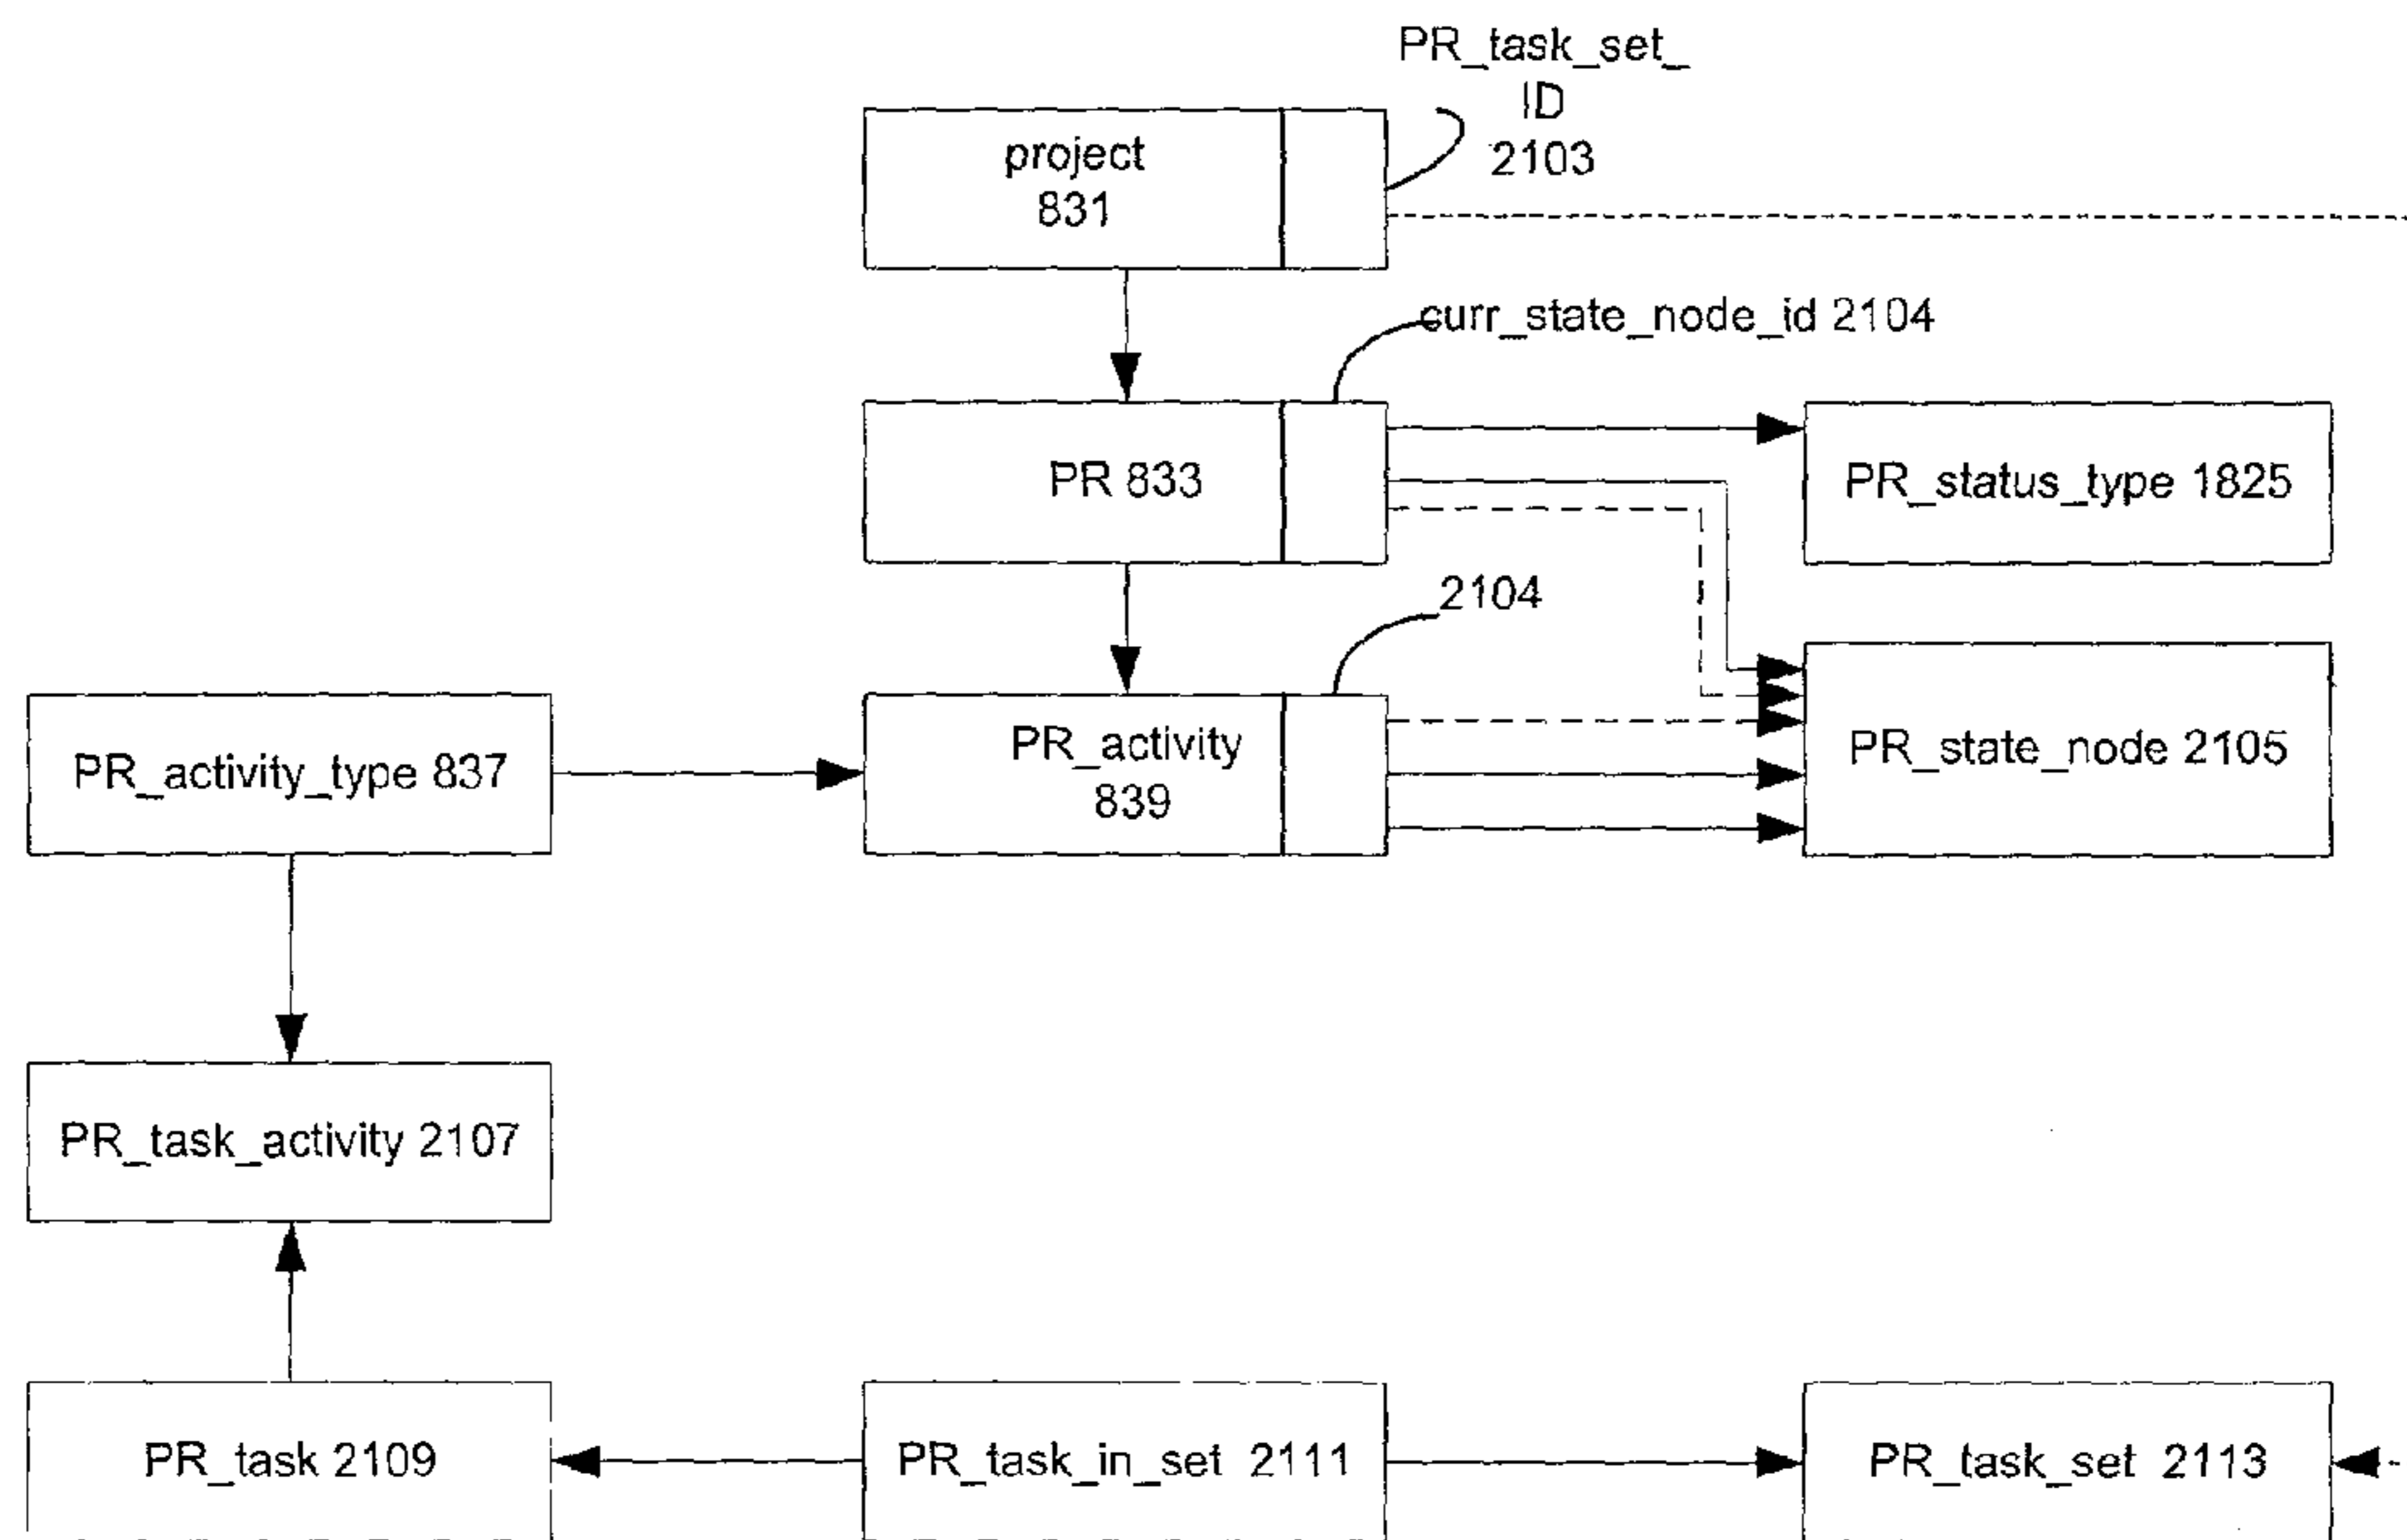 PR_task_set_
ID
2103
project
831
curr_state_node_id 2104
PR 833
PR_status_type 1825
2104
PR_activity_type 837
PR_activity
839
PR_state_node 2105
PR_task_activity 2107
PR_task 2109
PR_task_in_set 2111
PR_task_set 2113